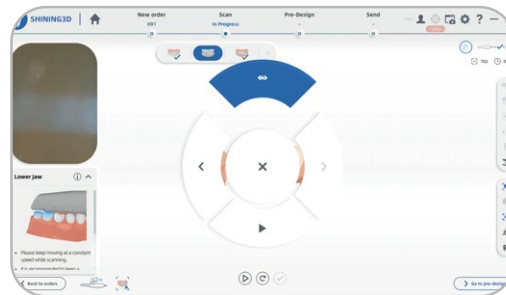 SHINING3D
New order
001
Scan
In Progress
Pre-Design
-
Send
-
702
Lower Jaw
• Please keep moving at a constant
speed while scanning.
Back to orders
Go to pre-design